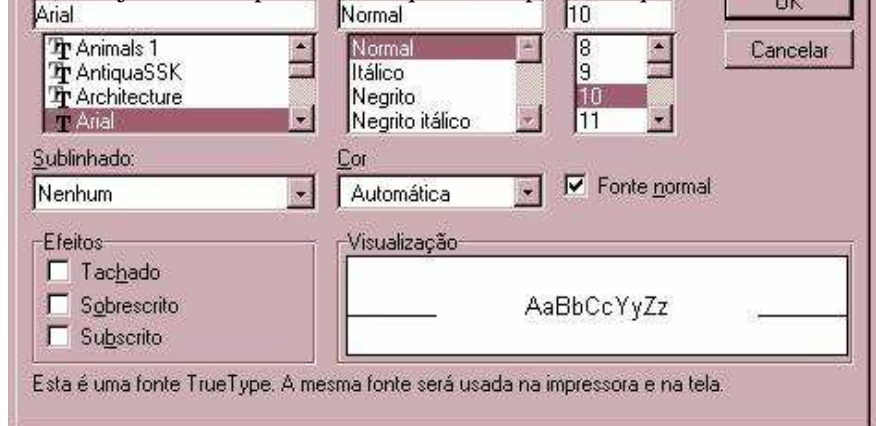 Arial Normal 10 OK
Animals 1 Normal 8 Cancelar
AntiquaSSK Itálico 9
Architecture Negrito 10
Arial Negrito itálico 11
Sublinhado: Cor
Nenhum Automática Fonte normal
Efeitos Visualização
Tachado
Sobrescrito AaBbCcYyZz
Subscrito
Esta é uma fonte TrueType. A mesma fonte será usada na impressora e na tela.